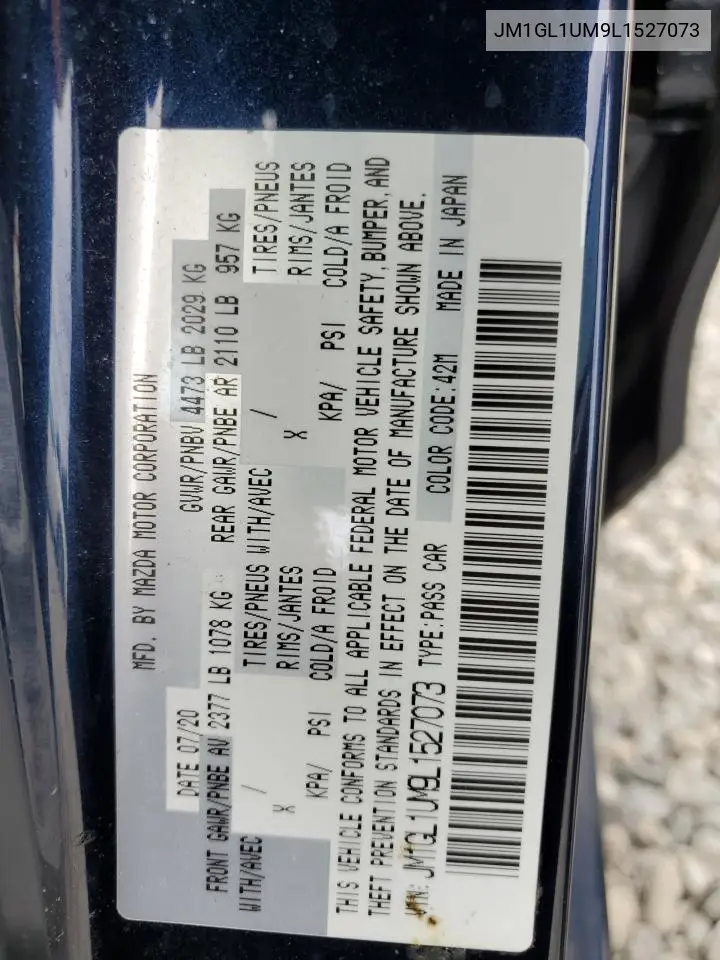 JM1GL1UM9L1527073
MFD. BY MAZDA MOTOR CORPORATION
DATE 07/20 GVWR/PNBV 4473 LB 2029 KG
FRONT GAWR/PNBE AV 2377 LB 1078 KG REAR GAWR/PNBE AR 2110 LB 957 KG
WITH/AVEC / TIRES/PNEUS WITH/AVEC / TIRES/PNEUS
X RIMS/JANTES X RIMS/JANTES
KPA/ PSI COLD/A FROID KPA/ PSI COLD/A FROID
THIS VEHICLE CONFORMS TO ALL APPLICABLE FEDERAL MOTOR VEHICLE SAFETY, BUMPER, AND
THEFT PREVENTION STANDARDS IN EFFECT ON THE DATE OF MANUFACTURE SHOWN ABOVE.
VIN: JM1GL1UM9L1527073 TYPE:PASS CAR COLOR CODE:42M MADE IN JAPAN